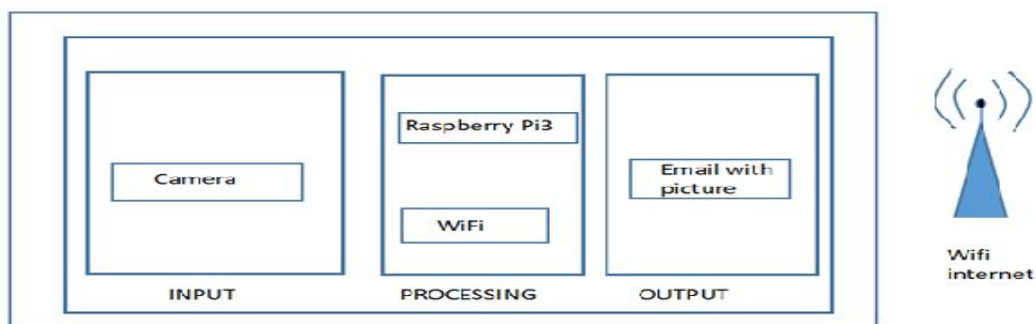 Camera
Raspberry Pi3
WiFi
Email with
picture
INPUT
PROCESSING
OUTPUT
Wifi
internet